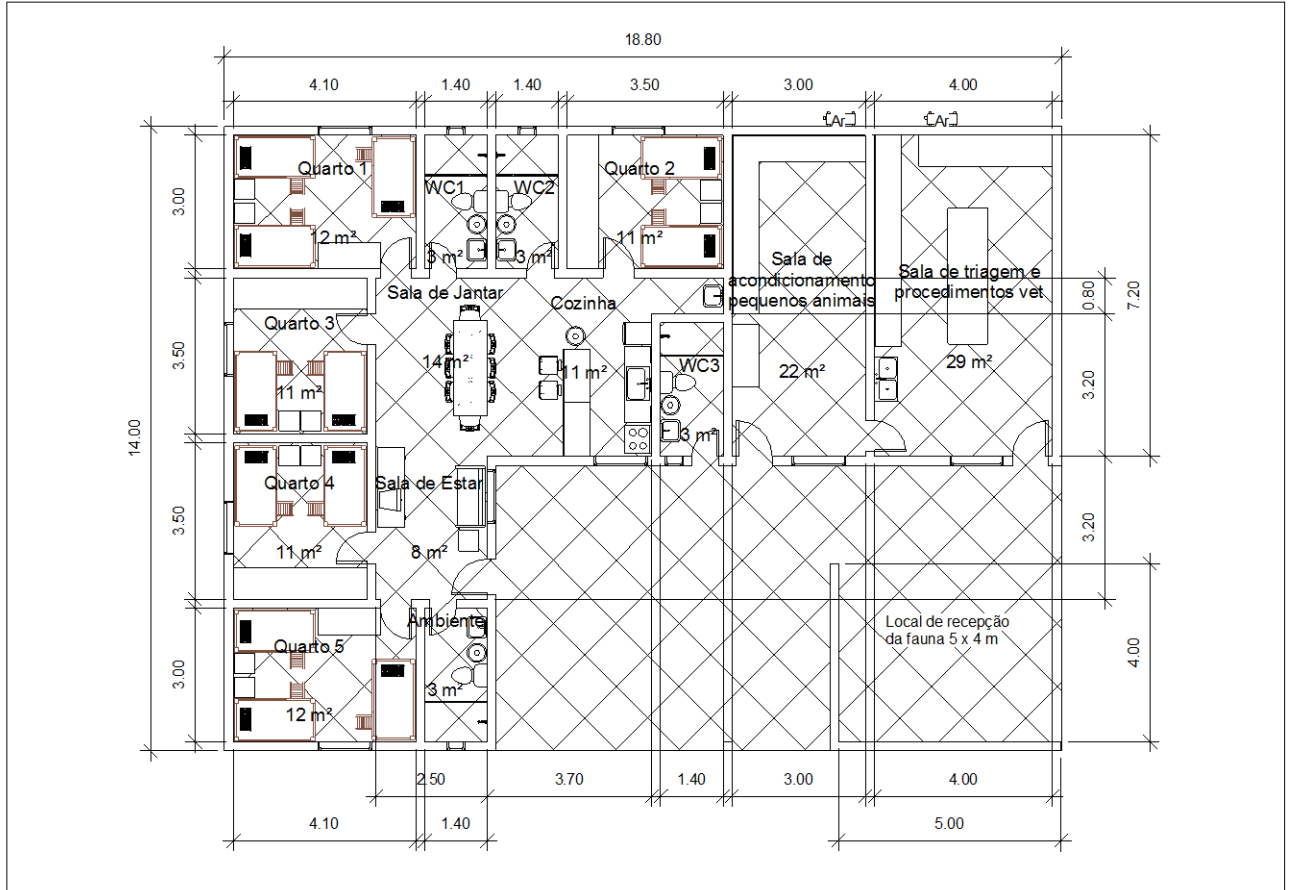 18.80
4.10 1.40 1.40 3.50 3.00 4.00
Ar Ar
Quarto 1
12 m²
WC1
3 m²
WC2
3 m²
Quarto 2
11 m²
Sala de
acondicionamento
pequenos animais
22 m²
Sala de triagem e
procedimentos vet
29 m²
Sala de Jantar
14 m²
Cozinha
11 m²
WC3
3 m²
Quarto 3
11 m²
Quarto 4
11 m²
Sala de Estar
8 m²
Ambiente
3 m²
Quarto 5
12 m²
Local de recepção
da fauna 5 x 4 m
14.00
3.00
3.50
3.50
3.00
0.80
7.20
3.20
3.20
4.00
2.50 3.70 1.40 3.00 4.00
4.10 1.40 5.00